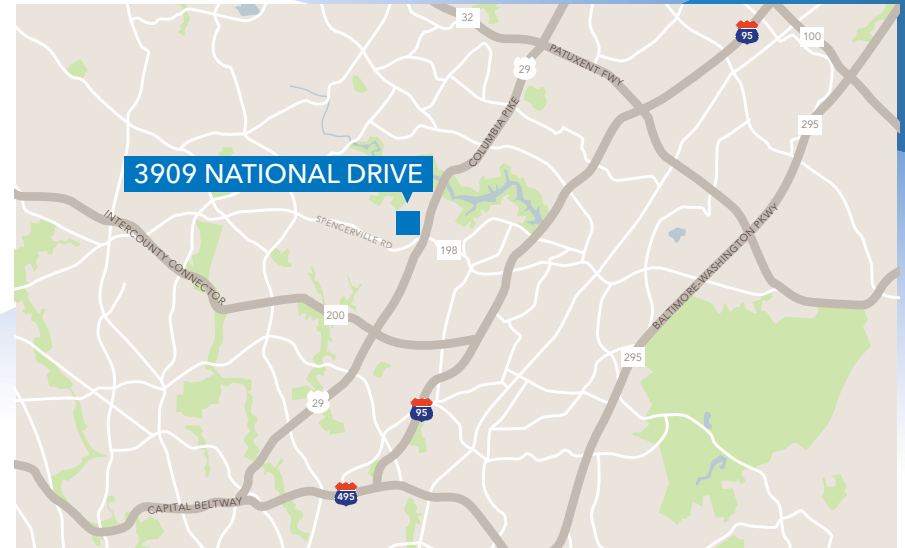 32
95
100
29
PATUXENT FWY
COLUMBIA PIKE
295
3909 NATIONAL DRIVE
SPENCERVILLE RD
198
INTERCOUNTY CONNECTOR
BALTIMORE-WASHINGTON PKWY
200
295
29
95
495
CAPITAL BELTWAY